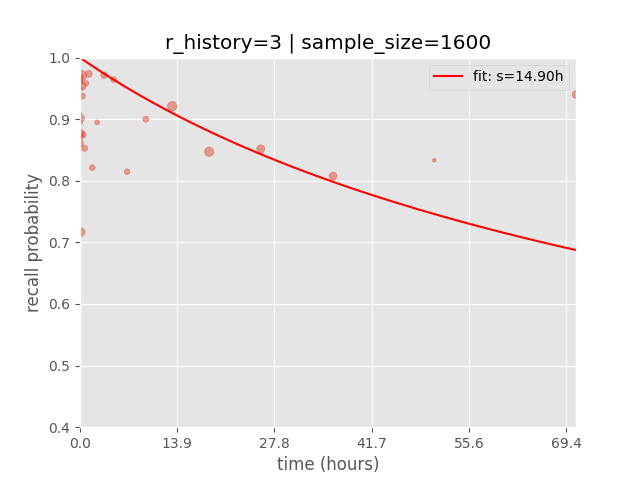 r_history=3 | sample_size=1600
fit: s=14.90h
recall probability
1.0
0.9
0.8
0.7
0.6
0.5
0.4
0.0 13.9 27.8 41.7 55.6 69.4
time (hours)